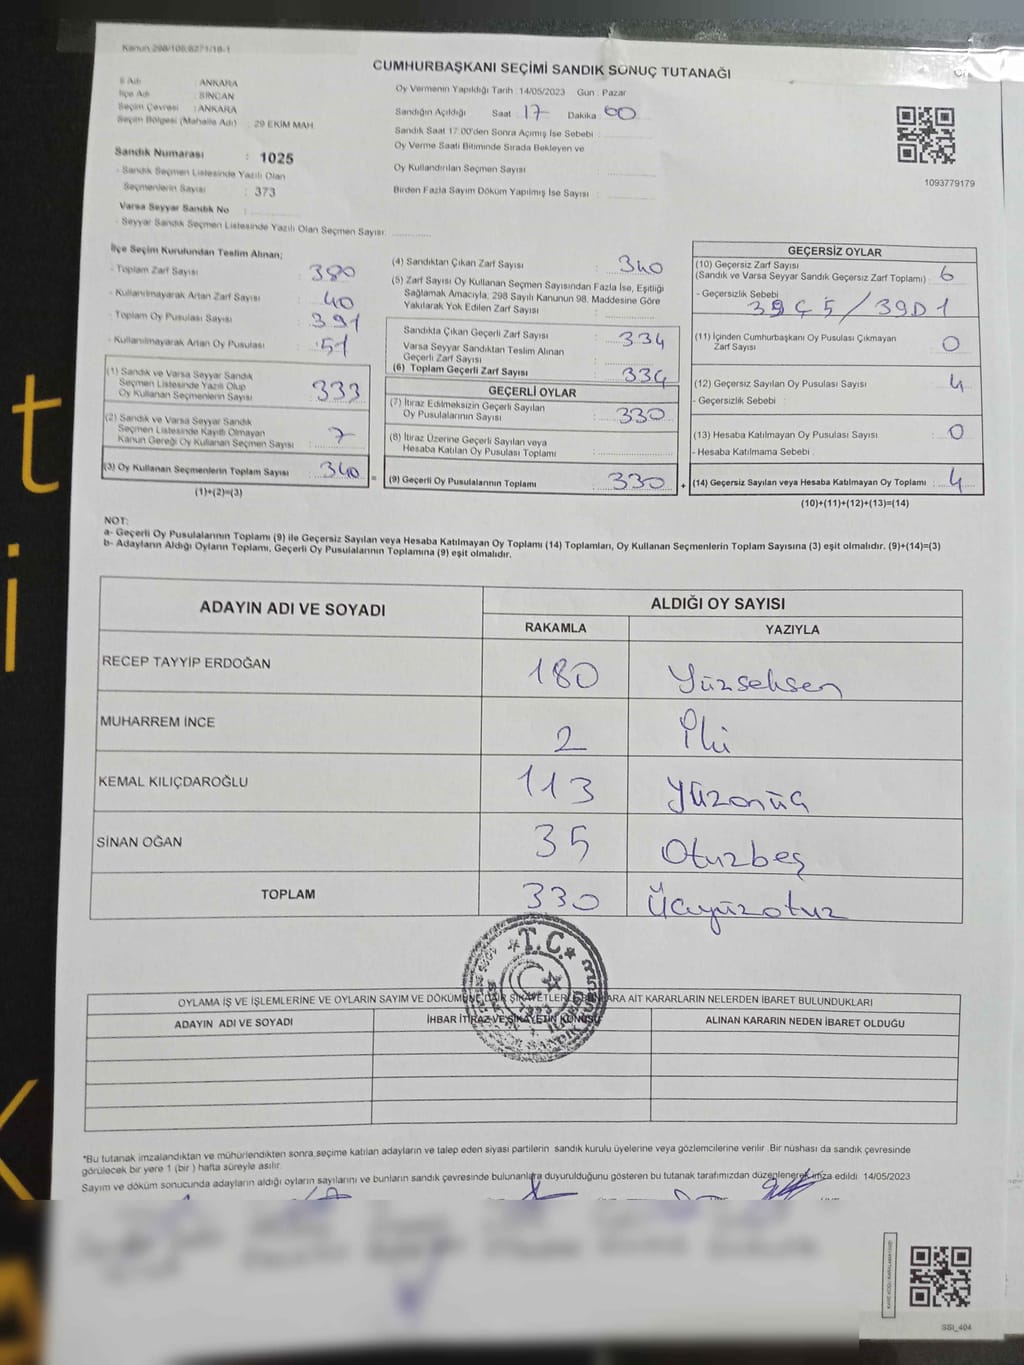 Kanun 298/105,6271/18-1
CUMHURBAŞKANI SEÇİMİ SANDIK SONUÇ TUTANAĞI
İl Adı : ANKARA
İlçe Adı : SİNCAN
Seçim Çevresi : ANKARA
Seçim Bölgesi (Mahalle Adı) : 29 EKİM MAH.
Sandık Numarası : 1025
- Sandık Seçmen Listesinde Yazılı Olan
Seçmenlerin Sayısı : 373
Varsa Seyyar Sandık No :
- Seyyar Sandık Seçmen Listesinde Yazılı Olan Seçmen Sayısı:
Oy Vermenin Yapıldığı Tarih : 14/05/2023 Gün : Pazar
Sandığın Açıldığı Saat 17 Dakika 00
Sandık Saat 17.00'den Sonra Açımış İse Sebebi :
Oy Verme Saati Bitiminde Sırada Bekleyen ve
Oy Kullandırılan Seçmen Sayısı :
Birden Fazla Sayım Döküm Yapılmış İse Sayısı :
1093779179
İlçe Seçim Kurulundan Teslim Alınan;
- Toplam Zarf Sayısı : 380
- Kullanılmayarak Artan Zarf Sayısı : 40
- Toplam Oy Pusulası Sayısı : 391
- Kullanılmayarak Artan Oy Pusulası : 51
(1) Sandık ve Varsa Seyyar Sandık
Seçmen Listesinde Yazılı Olup
Oy Kullanan Seçmenlerin Sayısı : 333
(2) Sandık ve Varsa Seyyar Sandık
Seçmen Listesinde Kayıtlı Olmayan
Kanun Gereği Oy Kullanan Seçmen Sayısı : 7
(3) Oy Kullanan Seçmenlerin Toplam Sayısı : 340
(1)+(2)=(3)
(4) Sandıktan Çıkan Zarf Sayısı : 340
(5) Zarf Sayısı Oy Kullanan Seçmen Sayısından Fazla İse, Eşitliği
Sağlamak Amacıyla, 298 Sayılı Kanunun 98. Maddesine Göre
Yakılarak Yok Edilen Zarf Sayısı :
Sandıkta Çıkan Geçerli Zarf Sayısı : 334
Varsa Seyyar Sandıktan Teslim Alınan
Geçerli Zarf Sayısı :
(6) Toplam Geçerli Zarf Sayısı : 334
GEÇERLİ OYLAR
(7) İtiraz Edilmeksizin Geçerli Sayılan
Oy Pusulalarının Sayısı : 330
(8) İtiraz Üzerine Geçerli Sayılan veya
Hesaba Katılan Oy Pusulası Toplamı :
= (9) Geçerli Oy Pusulalarının Toplamı : 330 +
GEÇERSİZ OYLAR
(10) Geçersiz Zarf Sayısı
(Sandık ve Varsa Seyyar Sandık Geçersiz Zarf Toplamı) : 6
- Geçersizlik Sebebi :
39Ç5/39D1
(11) İçinden Cumhurbaşkanı Oy Pusulası Çıkmayan
Zarf Sayısı : 0
(12) Geçersiz Sayılan Oy Pusulası Sayısı : 4
- Geçersizlik Sebebi :
(13) Hesaba Katılmayan Oy Pusulası Sayısı : 0
- Hesaba Katılmama Sebebi :
(14) Geçersiz Sayılan veya Hesaba Katılmayan Oy Toplamı : 4
(10)+(11)+(12)+(13)=(14)
NOT:
a- Geçerli Oy Pusulalarının Toplamı (9) ile Geçersiz Sayılan veya Hesaba Katılmayan Oy Toplamı (14) Toplamları, Oy Kullanan Seçmenlerin Toplam Sayısına (3) eşit olmalıdır. (9)+(14)=(3)
b- Adayların Aldığı Oyların Toplamı, Geçerli Oy Pusulalarının Toplamına (9) eşit olmalıdır.
ADAYIN ADI VE SOYADI
ALDIĞI OY SAYISI
RAKAMLA YAZIYLA
RECEP TAYYİP ERDOĞAN 180 Yüzseksen
MUHARREM İNCE 2 İki
KEMAL KILIÇDAROĞLU 113 Yüzonüç
SİNAN OĞAN 35 Otuzbeş
TOPLAM 330 Üçyüzotuz
T.C.
OYLAMA İŞ VE İŞLEMLERİNE VE OYLARIN SAYIM VE DÖKÜMÜNE DAİR ŞİKAYETLERLE BUNLARA AİT KARARLARIN NELERDEN İBARET BULUNDUKLARI
ADAYIN ADI VE SOYADI
İHBAR İTİRAZ VE ŞİKAYETİN KONUSU
ALINAN KARARIN NEDEN İBARET OLDUĞU
*Bu tutanak imzalandıktan ve mühürlendikten sonra,seçime katılan adayların ve talep eden siyasi partilerin sandık kurulu üyelerine veya gözlemcilerine verilir. Bir nüshası da sandık çevresinde
görülecek bir yere 1 (bir ) hafta süreyle asılır.
Sayım ve döküm sonucunda adayların aldığı oyların sayılarını ve bunların sandık çevresinde bulunanlara duyurulduğunu gösteren bu tutanak tarafımızdan düzenlenerek imza edildi. 14/05/2023
SSI_404